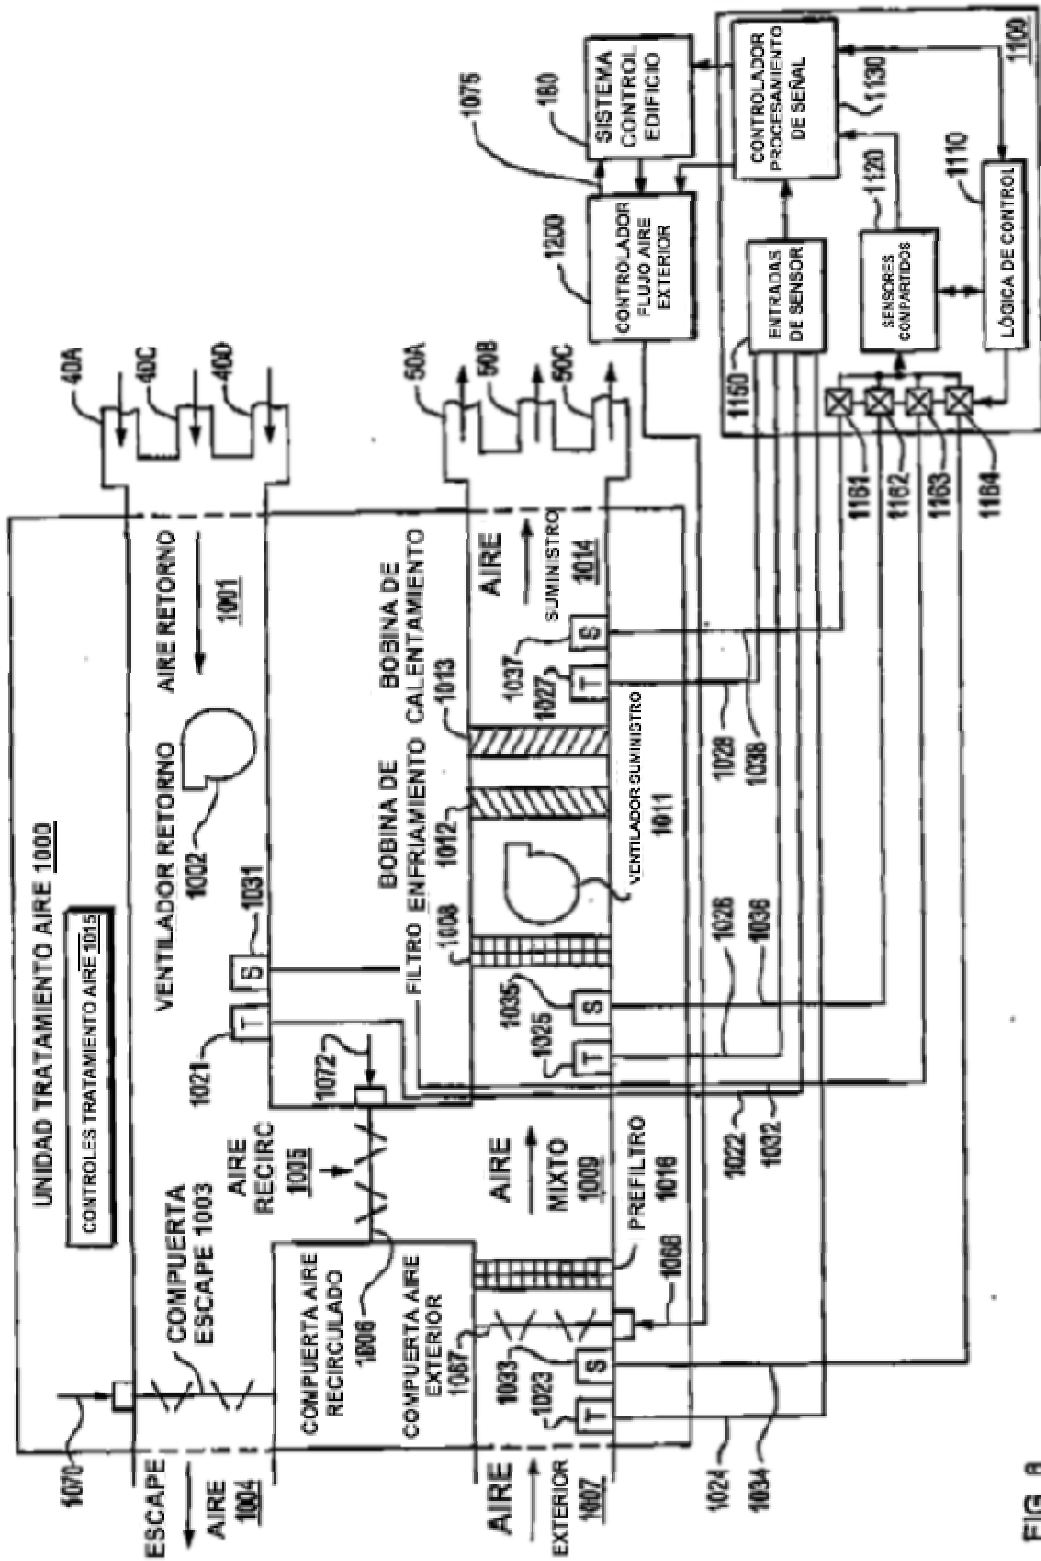 UNIDAD TRATAMIENTO AIRE 1000
CONTROLES TRATAMIENTO AIRE 1015
1070
ESCAPE
AIRE
1004
COMPUERTA
ESCAPE 1003
VENTILADOR RETORNO
1002
AIRE RETORNO
1001
40A
40C
40D
1021
T
S
1031
AIRE
RECIRC
1005
1072
COMPUERTA AIRE
RECIRCULADO
1006
COMPUERTA AIRE
EXTERIOR
1067
FILTRO
1008
BOBINA DE
ENFRIAMIENTO
1012
BOBINA DE
CALENTAMIENTO
1013
50A
50B
50C
AIRE
EXTERIOR
1007
1023
T
1033
S
AIRE
MIXTO
1009
PREFILTRO
1016
1068
1025
T
1035
S
VENTILADOR SUMINISTRO
1011
1027
T
1037
S
AIRE
SUMINISTRO
1014
1024
1034
1022
1032
1026
1036
1028
1038
1075
1200
CONTROLADOR
FLUJO AIRE
EXTERIOR
SISTEMA
CONTROL
EDIFICIO
CONTROLADOR
PROCESAMIENTO
DE SEÑAL
1130
1100
1150
ENTRADAS
DE SENSOR
1120
SENSORES
COMPARTIDOS
1110
LÓGICA DE CONTROL
1161
1162
1163
1164